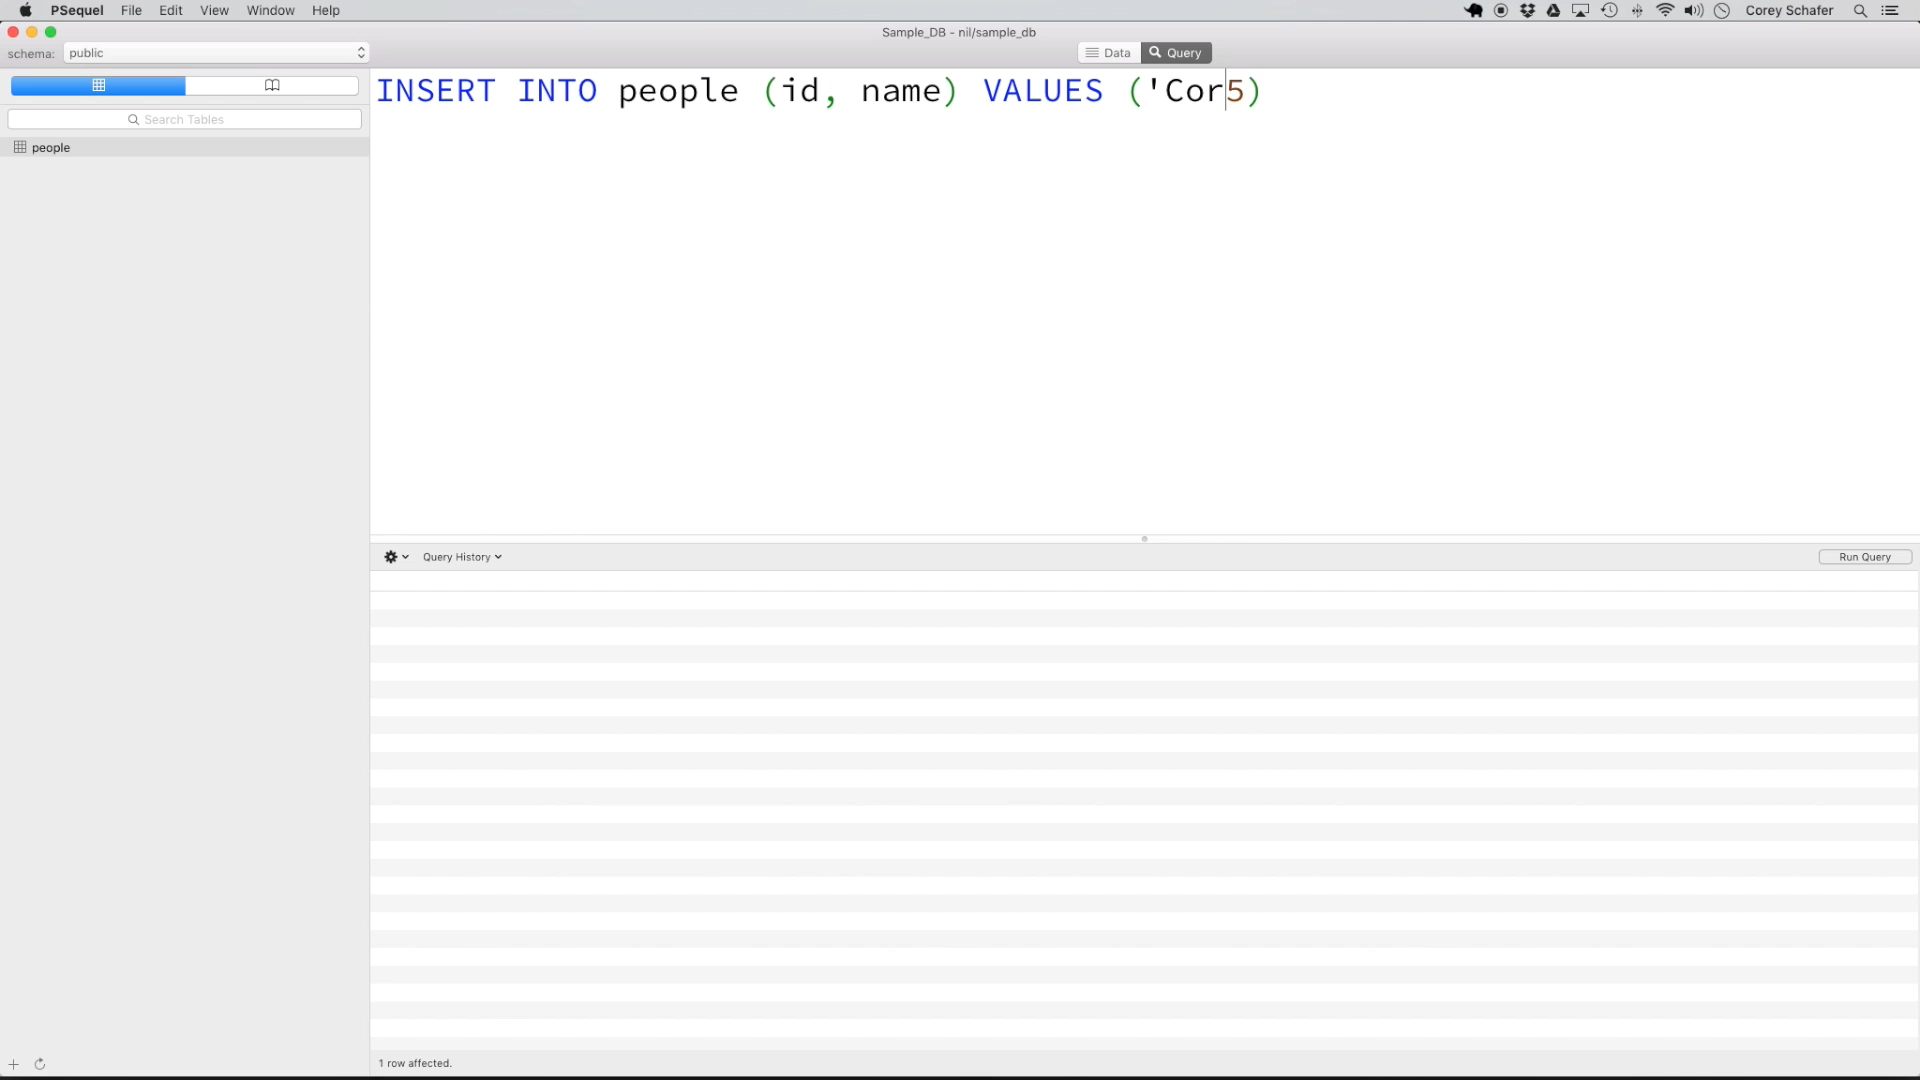 PSequel File Edit View Window Help Corey Schafer
Sample_DB - nil/sample_db
schema: public Data Query
Search Tables
people
INSERT INTO people (id, name) VALUES ('Cor5)
Query History Run Query
1 row affected.